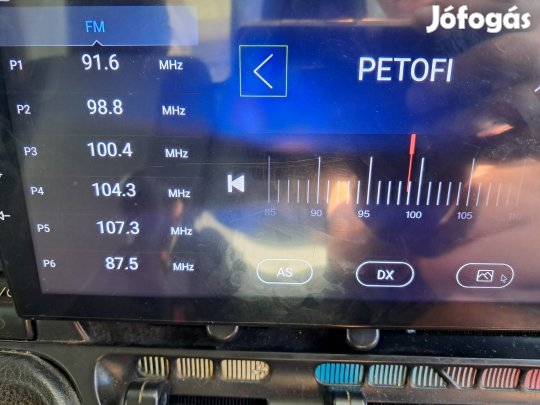 Jófogás
FM
PETOFI
P1 91.6 MHz
P2 98.8 MHz
P3 100.4 MHz
P4 104.3 MHz
P5 107.3 MHz
P6 87.5 MHz
85 90 95 100 105 110
AS
DX